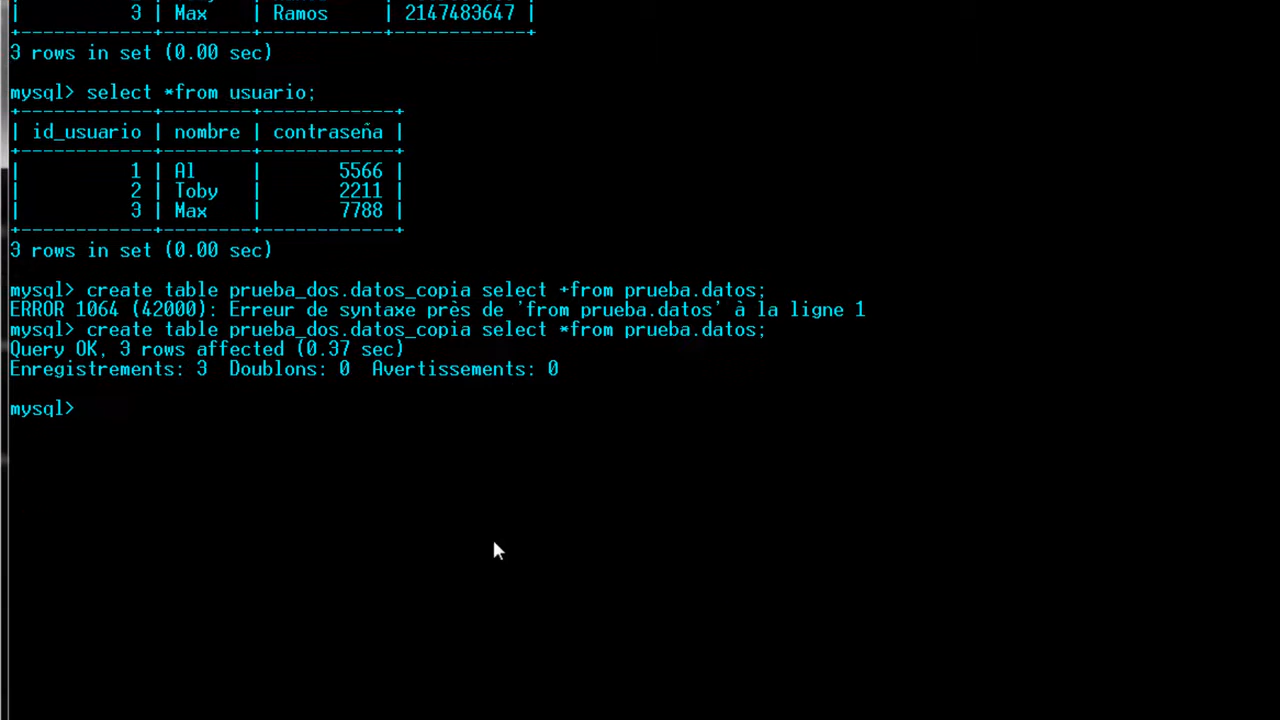 |          3 | Max    | Ramos     | 2147483647 |
+------------+--------+-----------+------------+
3 rows in set (0.00 sec)
mysql> select *from usuario;
+------------+--------+------------+
| id_usuario | nombre | contraseña |
+------------+--------+------------+
|          1 | Al     |       5566 |
|          2 | Toby   |       2211 |
|          3 | Max    |       7788 |
+------------+--------+------------+
3 rows in set (0.00 sec)
mysql> create table prueba_dos.datos_copia select +from prueba.datos;
ERROR 1064 (42000): Erreur de syntaxe près de 'from prueba.datos' à la ligne 1
mysql> create table prueba_dos.datos_copia select *from prueba.datos;
Query OK, 3 rows affected (0.37 sec)
Enregistrements: 3  Doublons: 0  Avertissements: 0
mysql>